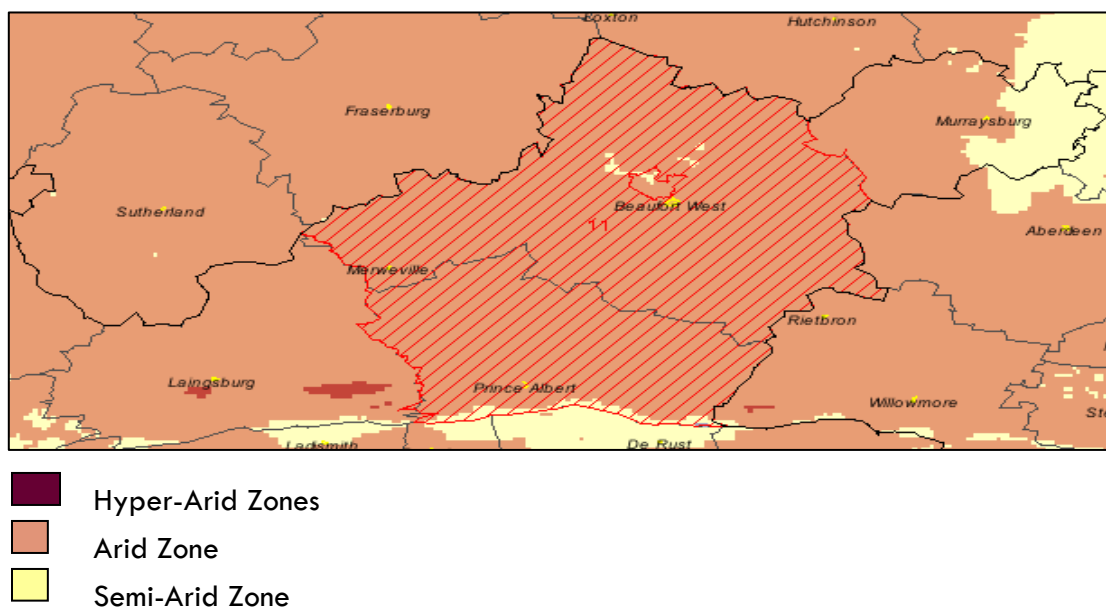 Loxton
Hutchinson
Fraserburg
Murraysburg
Sutherland
Beaufort West
11
Aberdeen
Merweville
Rietbron
Laingsburg
Prince Albert
Willowmore
Ladismith
De Rust
Hyper-Arid Zones
Arid Zone
Semi-Arid Zone